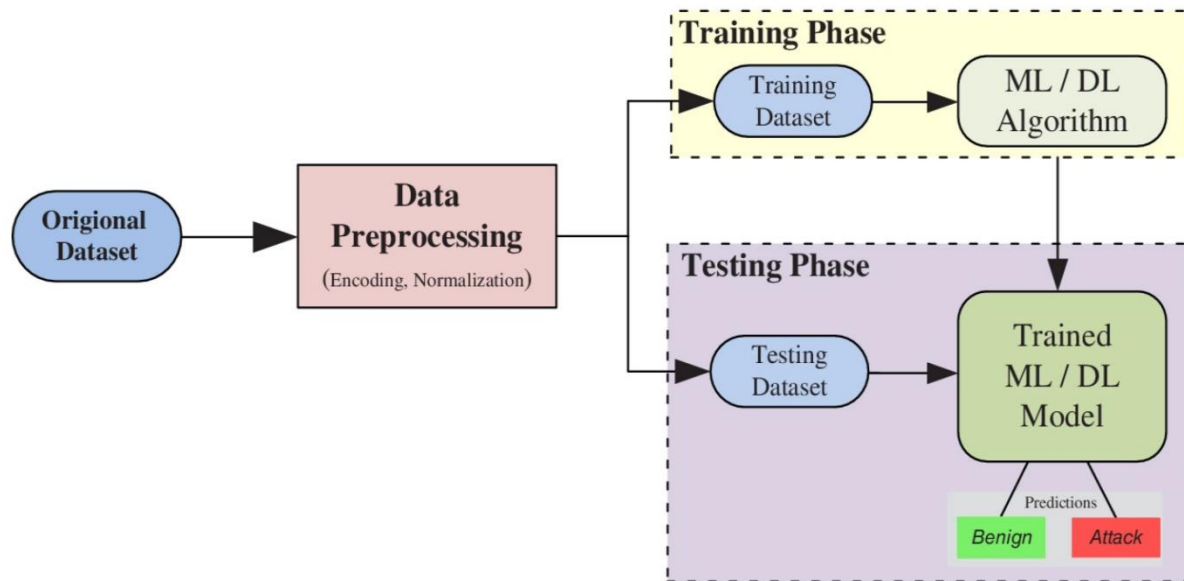 Training Phase
Training
Dataset
ML / DL
Algorithm
Origional
Dataset
Data
Preprocessing
(Encoding, Normalization)
Testing Phase
Testing
Dataset
Trained
ML / DL
Model
Predictions
Benign
Attack